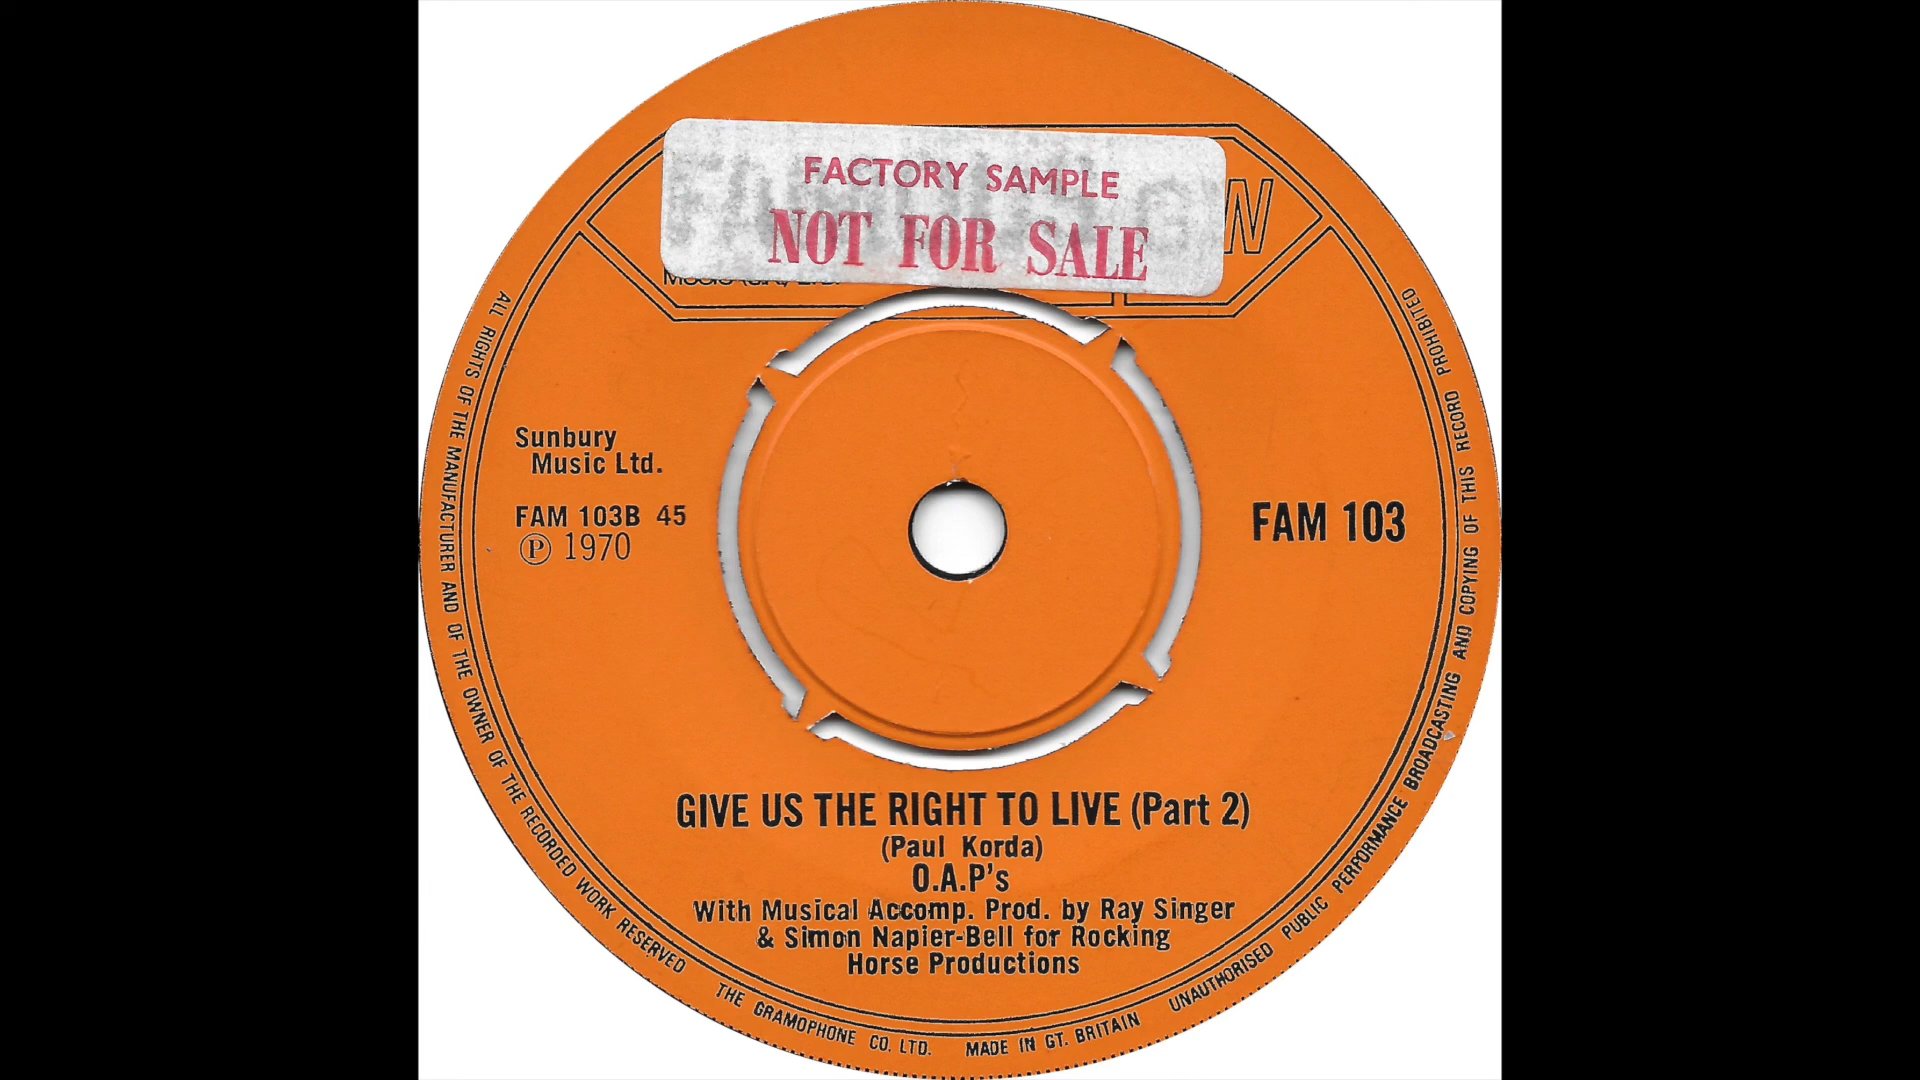 FACTORY SAMPLE
NOT FOR SALE
Sunbury
Music Ltd.
FAM 103B 45
℗ 1970
FAM 103
GIVE US THE RIGHT TO LIVE (Part 2)
(Paul Korda)
O.A.P's
With Musical Accomp. Prod. by Ray Singer
& Simon Napier-Bell for Rocking
Horse Productions
ALL RIGHTS OF THE MANUFACTURER AND OF THE OWNER OF THE RECORDED WORK RESERVED
THE GRAMOPHONE CO. LTD. MADE IN GT. BRITAIN
UNAUTHORISED PUBLIC PERFORMANCE BROADCASTING AND COPYING OF THIS RECORD PROHIBITED